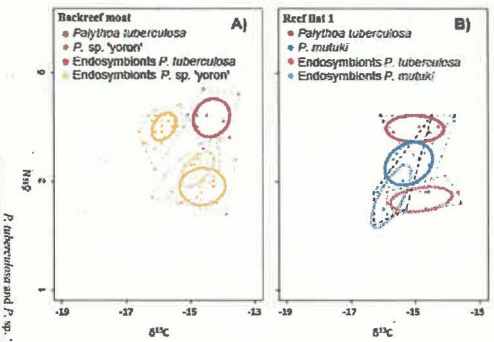 Backreef moat
A)
Palythoa tuberculosa
P. sp. 'yoron'
Endosymbionts P. tuberculosa
Endosymbionts P. sp. 'yoron'
Reef flat 1
B)
Palythoa tuberculosa
P. mutuki
Endosymbionts P. tuberculosa
Endosymbionts P. mutuki
δ¹⁵N
-19
-17
-15
-13
δ¹³C
-19
-17
-15
-13
δ¹³C
P. tuberculosa and P. sp. '